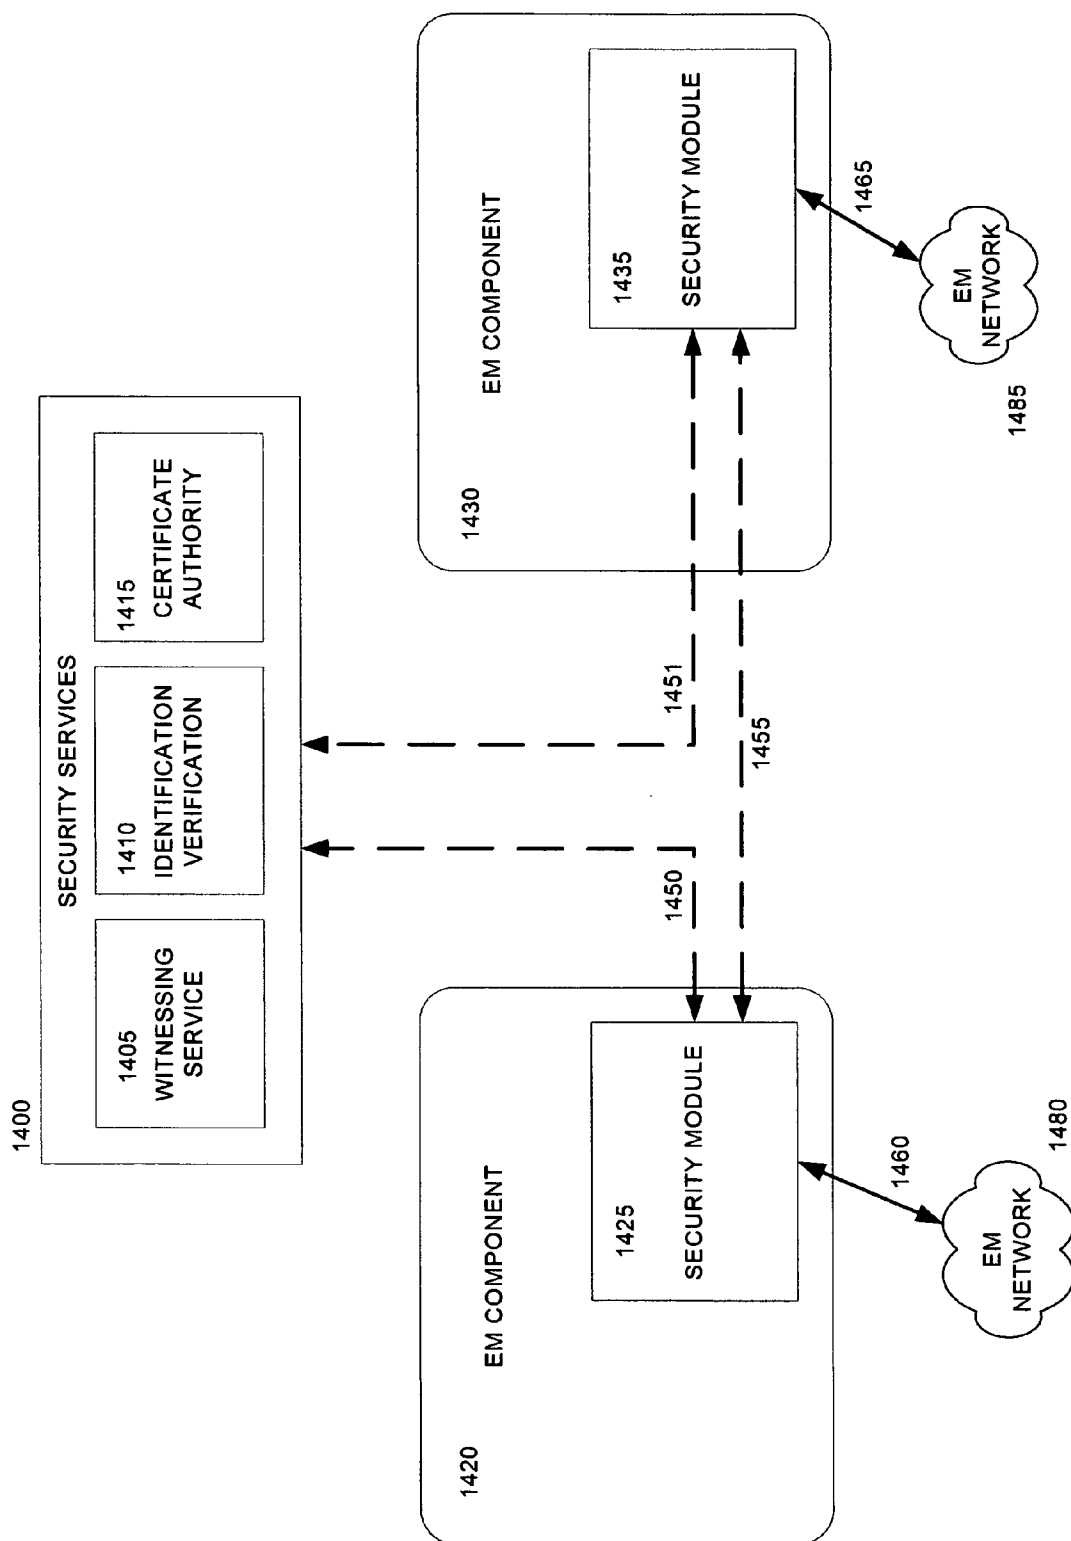 1400
SECURITY SERVICES
1405
WITNESSING
SERVICE
1410
IDENTIFICATION
VERIFICATION
1415
CERTIFICATE
AUTHORITY
1450
1451
1455
1420
EM COMPONENT
1425
SECURITY MODULE
1430
EM COMPONENT
1435
SECURITY MODULE
1460
EM
NETWORK
1480
1465
EM
NETWORK
1485